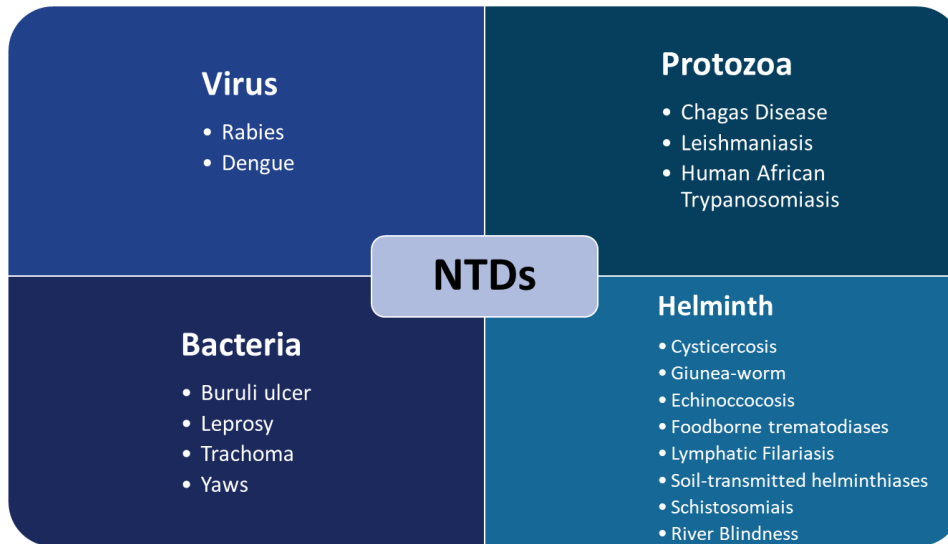 Virus
• Rabies
• Dengue
Protozoa
• Chagas Disease
• Leishmaniasis
• Human African
Trypanosomiasis
NTDs
Bacteria
• Buruli ulcer
• Leprosy
• Trachoma
• Yaws
Helminth
• Cysticercosis
• Giunea-worm
• Echinoccocosis
• Foodborne trematodiases
• Lymphatic Filariasis
• Soil-transmitted helminthiases
• Schistosomiais
• River Blindness